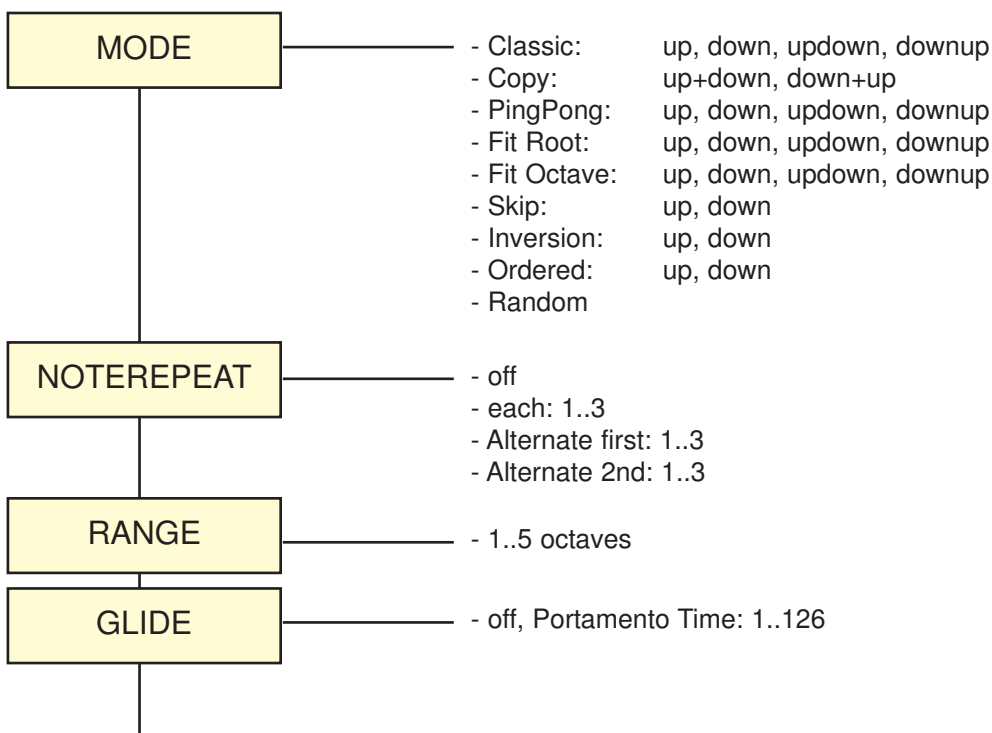 MODE
- Classic: up, down, updown, downup
- Copy: up+down, down+up
- PingPong: up, down, updown, downup
- Fit Root: up, down, updown, downup
- Fit Octave: up, down, updown, downup
- Skip: up, down
- Inversion: up, down
- Ordered: up, down
- Random
NOTEREPEAT
- off
- each: 1..3
- Alternate first: 1..3
- Alternate 2nd: 1..3
RANGE
- 1..5 octaves
GLIDE
- off, Portamento Time: 1..126